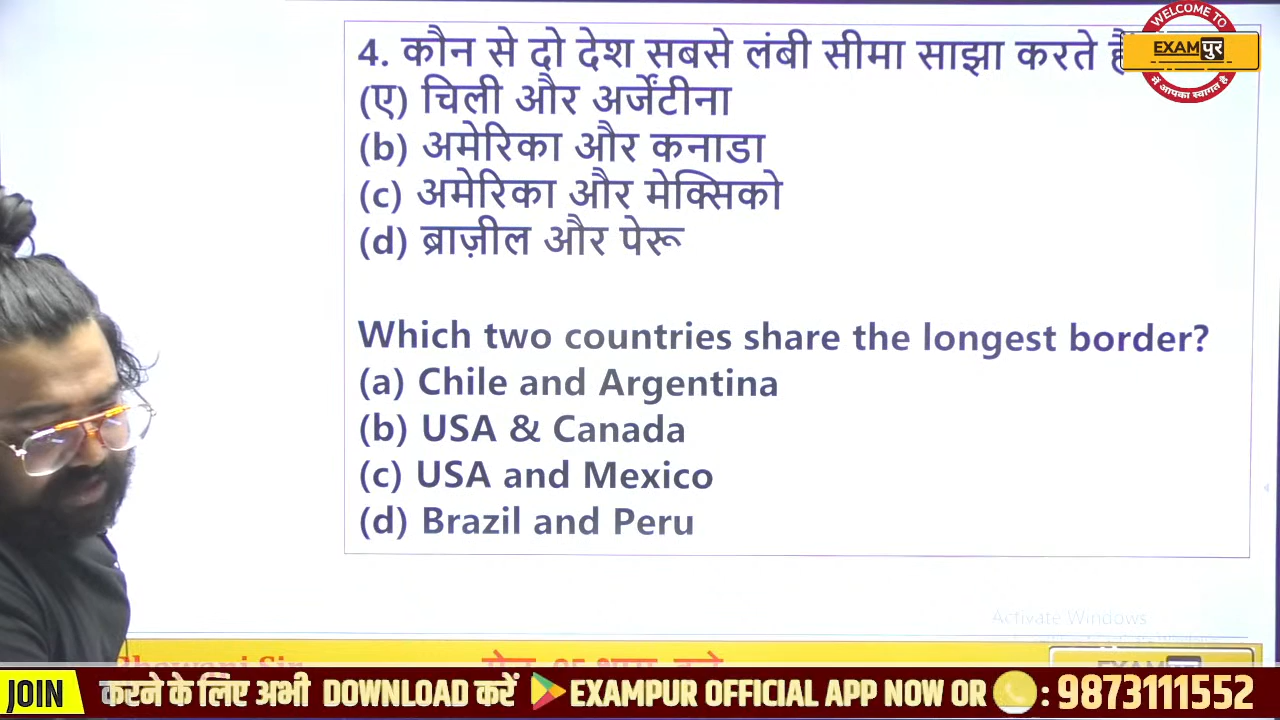 4. कौन से दो देश सबसे लंबी सीमा साझा करते
(ए) चिली और अर्जेंटीना
(b) अमेरिका और कनाडा
(c) अमेरिका और मेक्सिको
(d) ब्राज़ील और पेरू
Which two countries share the longest border?
(a) Chile and Argentina
(b) USA & Canada
(c) USA and Mexico
(d) Brazil and Peru
WELCOME TO
EXAMपुर
में आपका स्वागत है
Activate Windows
JOIN करने के लिए अभी DOWNLOAD करें EXAMPUR OFFICIAL APP NOW OR : 9873111552